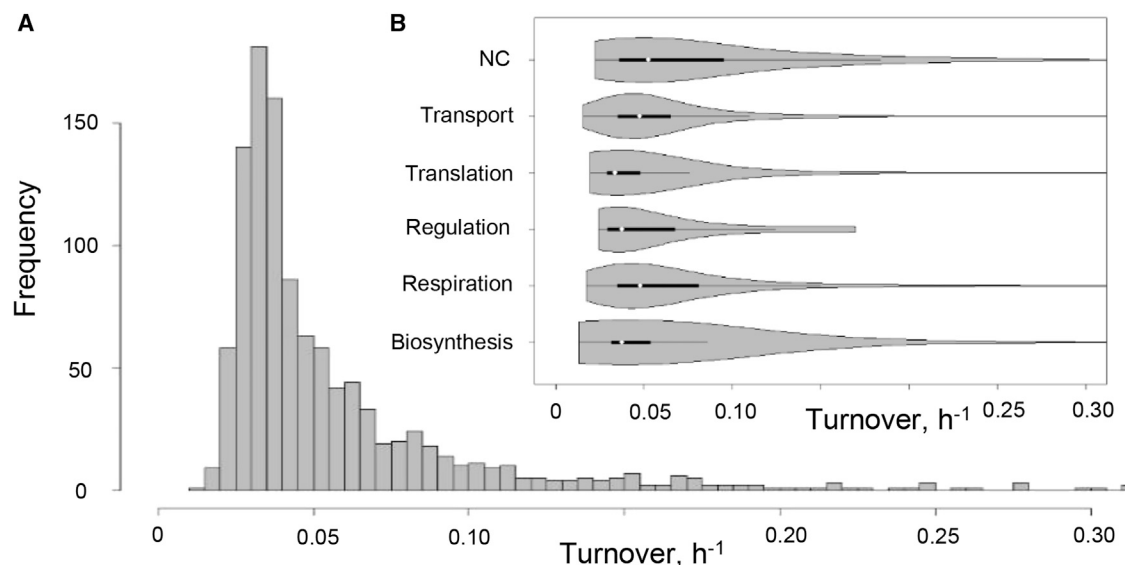 A
B
Frequency
150
100
50
0
0
0.05
0.10
0.20
0.25
0.30
Turnover, h-1
NC
Transport
Translation
Regulation
Respiration
Biosynthesis
0
0.05
0.10
0.25
0.30
Turnover, h-1